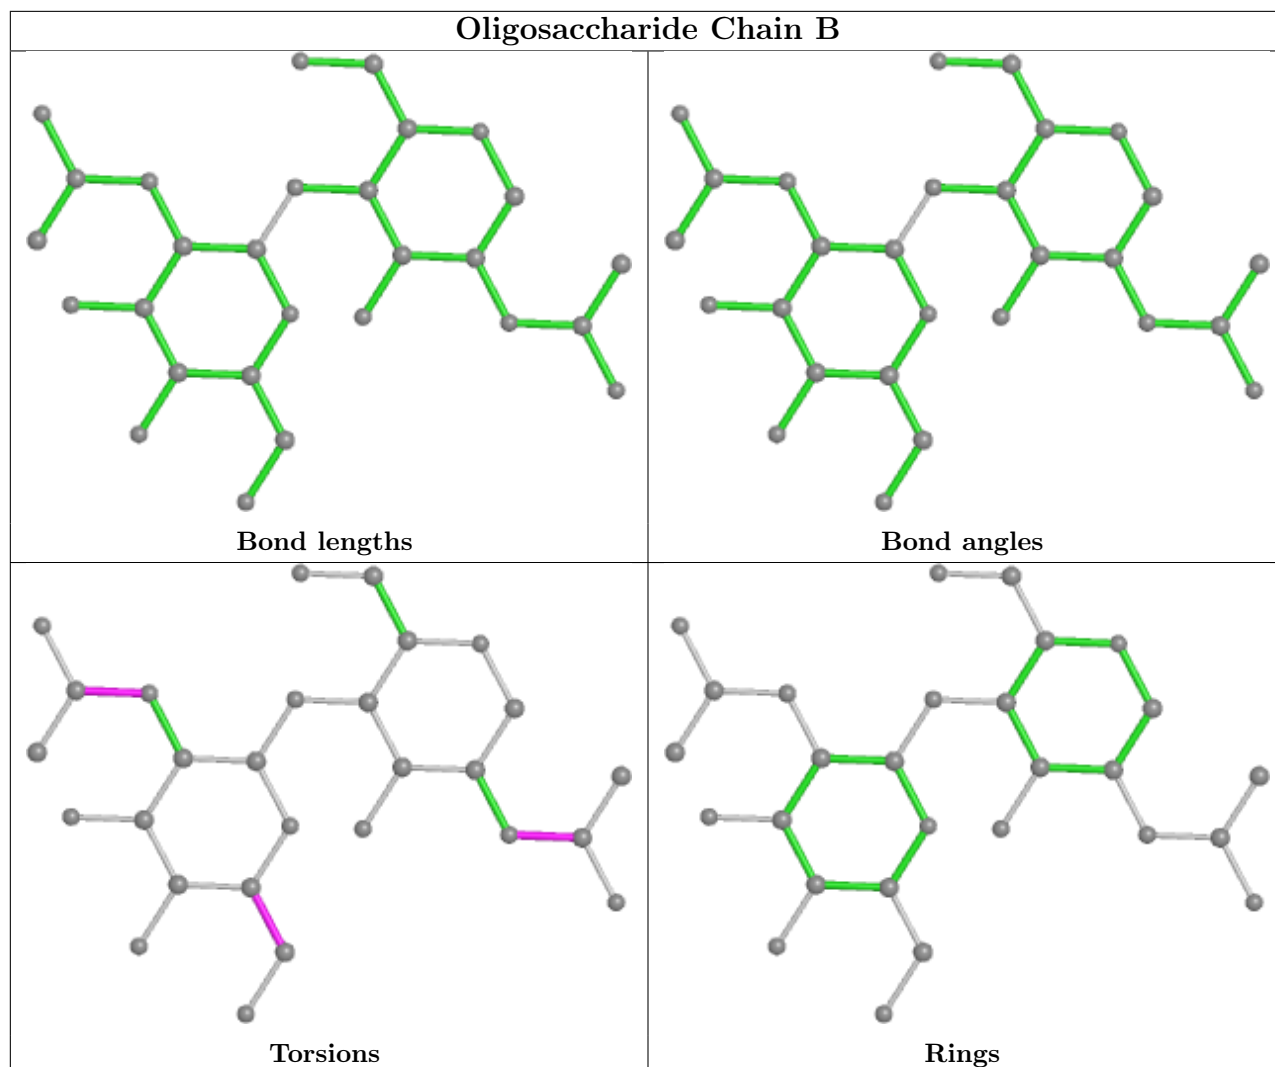 Oligosaccharide Chain B
Bond lengths
Bond angles
Torsions
Rings